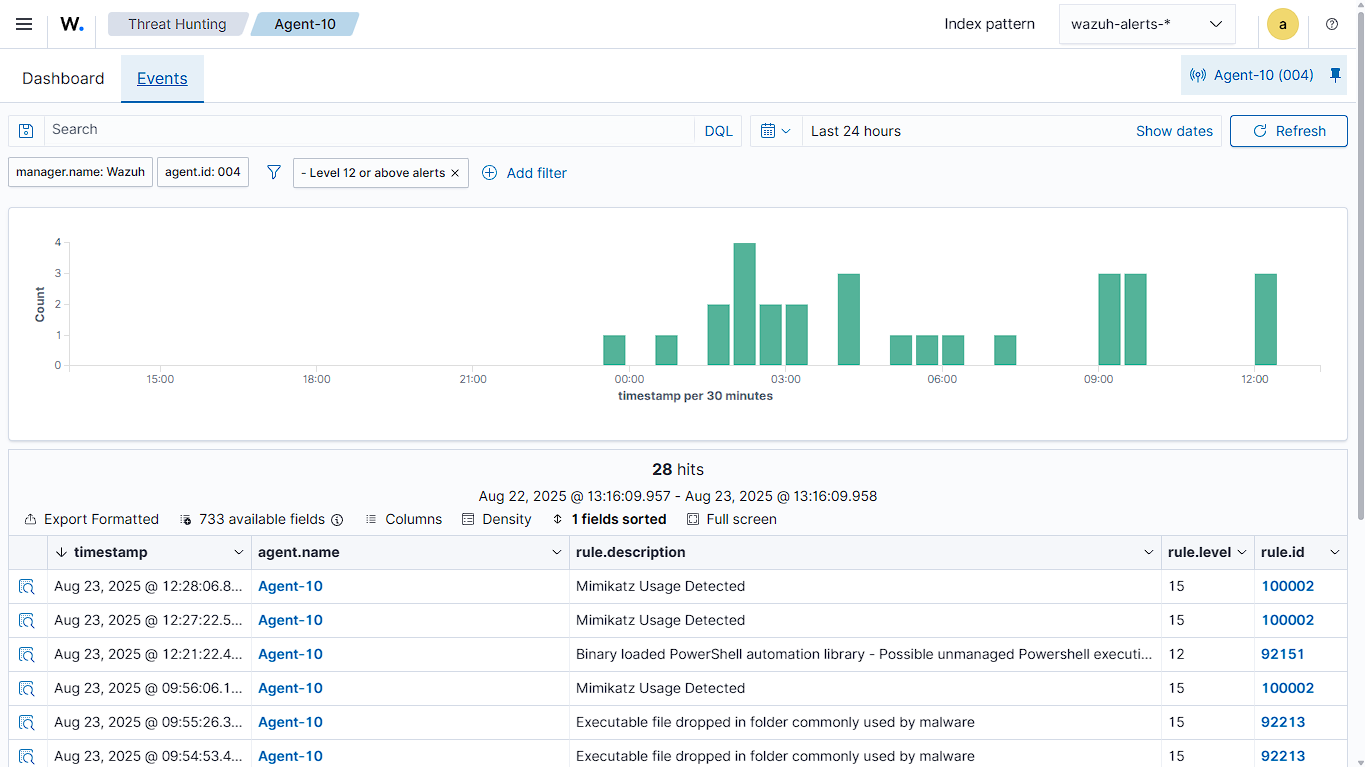 W. Threat Hunting Agent-10 Index pattern wazuh-alerts-* a
Dashboard Events Agent-10 (004)
Search DQL Last 24 hours Show dates Refresh
manager.name: Wazuh agent.id: 004 - Level 12 or above alerts × Add filter
4
3
2
1
0
Count
15:00 18:00 21:00 00:00 03:00 06:00 09:00 12:00
timestamp per 30 minutes
28 hits
Aug 22, 2025 @ 13:16:09.957 - Aug 23, 2025 @ 13:16:09.958
Export Formatted 733 available fields Columns Density 1 fields sorted Full screen
timestamp agent.name rule.description rule.level rule.id
Aug 23, 2025 @ 12:28:06.8... Agent-10 Mimikatz Usage Detected 15 100002
Aug 23, 2025 @ 12:27:22.5... Agent-10 Mimikatz Usage Detected 15 100002
Aug 23, 2025 @ 12:21:22.4... Agent-10 Binary loaded PowerShell automation library - Possible unmanaged Powershell executi... 12 92151
Aug 23, 2025 @ 09:56:06.1... Agent-10 Mimikatz Usage Detected 15 100002
Aug 23, 2025 @ 09:55:26.3... Agent-10 Executable file dropped in folder commonly used by malware 15 92213
Aug 23, 2025 @ 09:54:53.4... Agent-10 Executable file dropped in folder commonly used by malware 15 92213